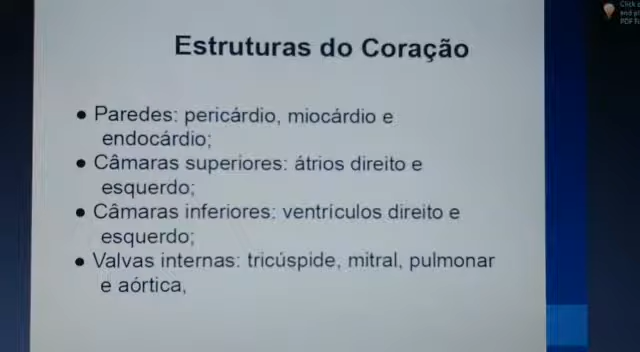 Estruturas do Coração
● Paredes: pericárdio, miocárdio e
endocárdio;
● Câmaras superiores: átrios direito e
esquerdo;
● Câmaras inferiores: ventrículos direito e
esquerdo;
● Valvas internas: tricúspide, mitral, pulmonar
e aórtica,